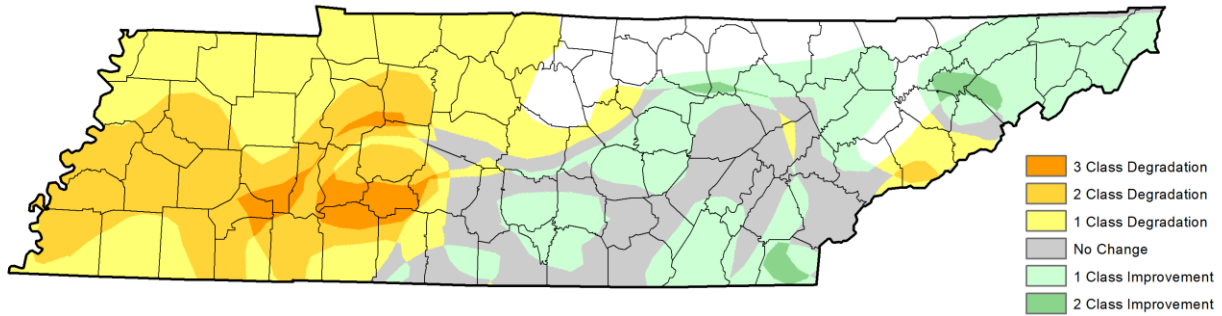 3 Class Degradation
2 Class Degradation
1 Class Degradation
No Change
1 Class Improvement
2 Class Improvement